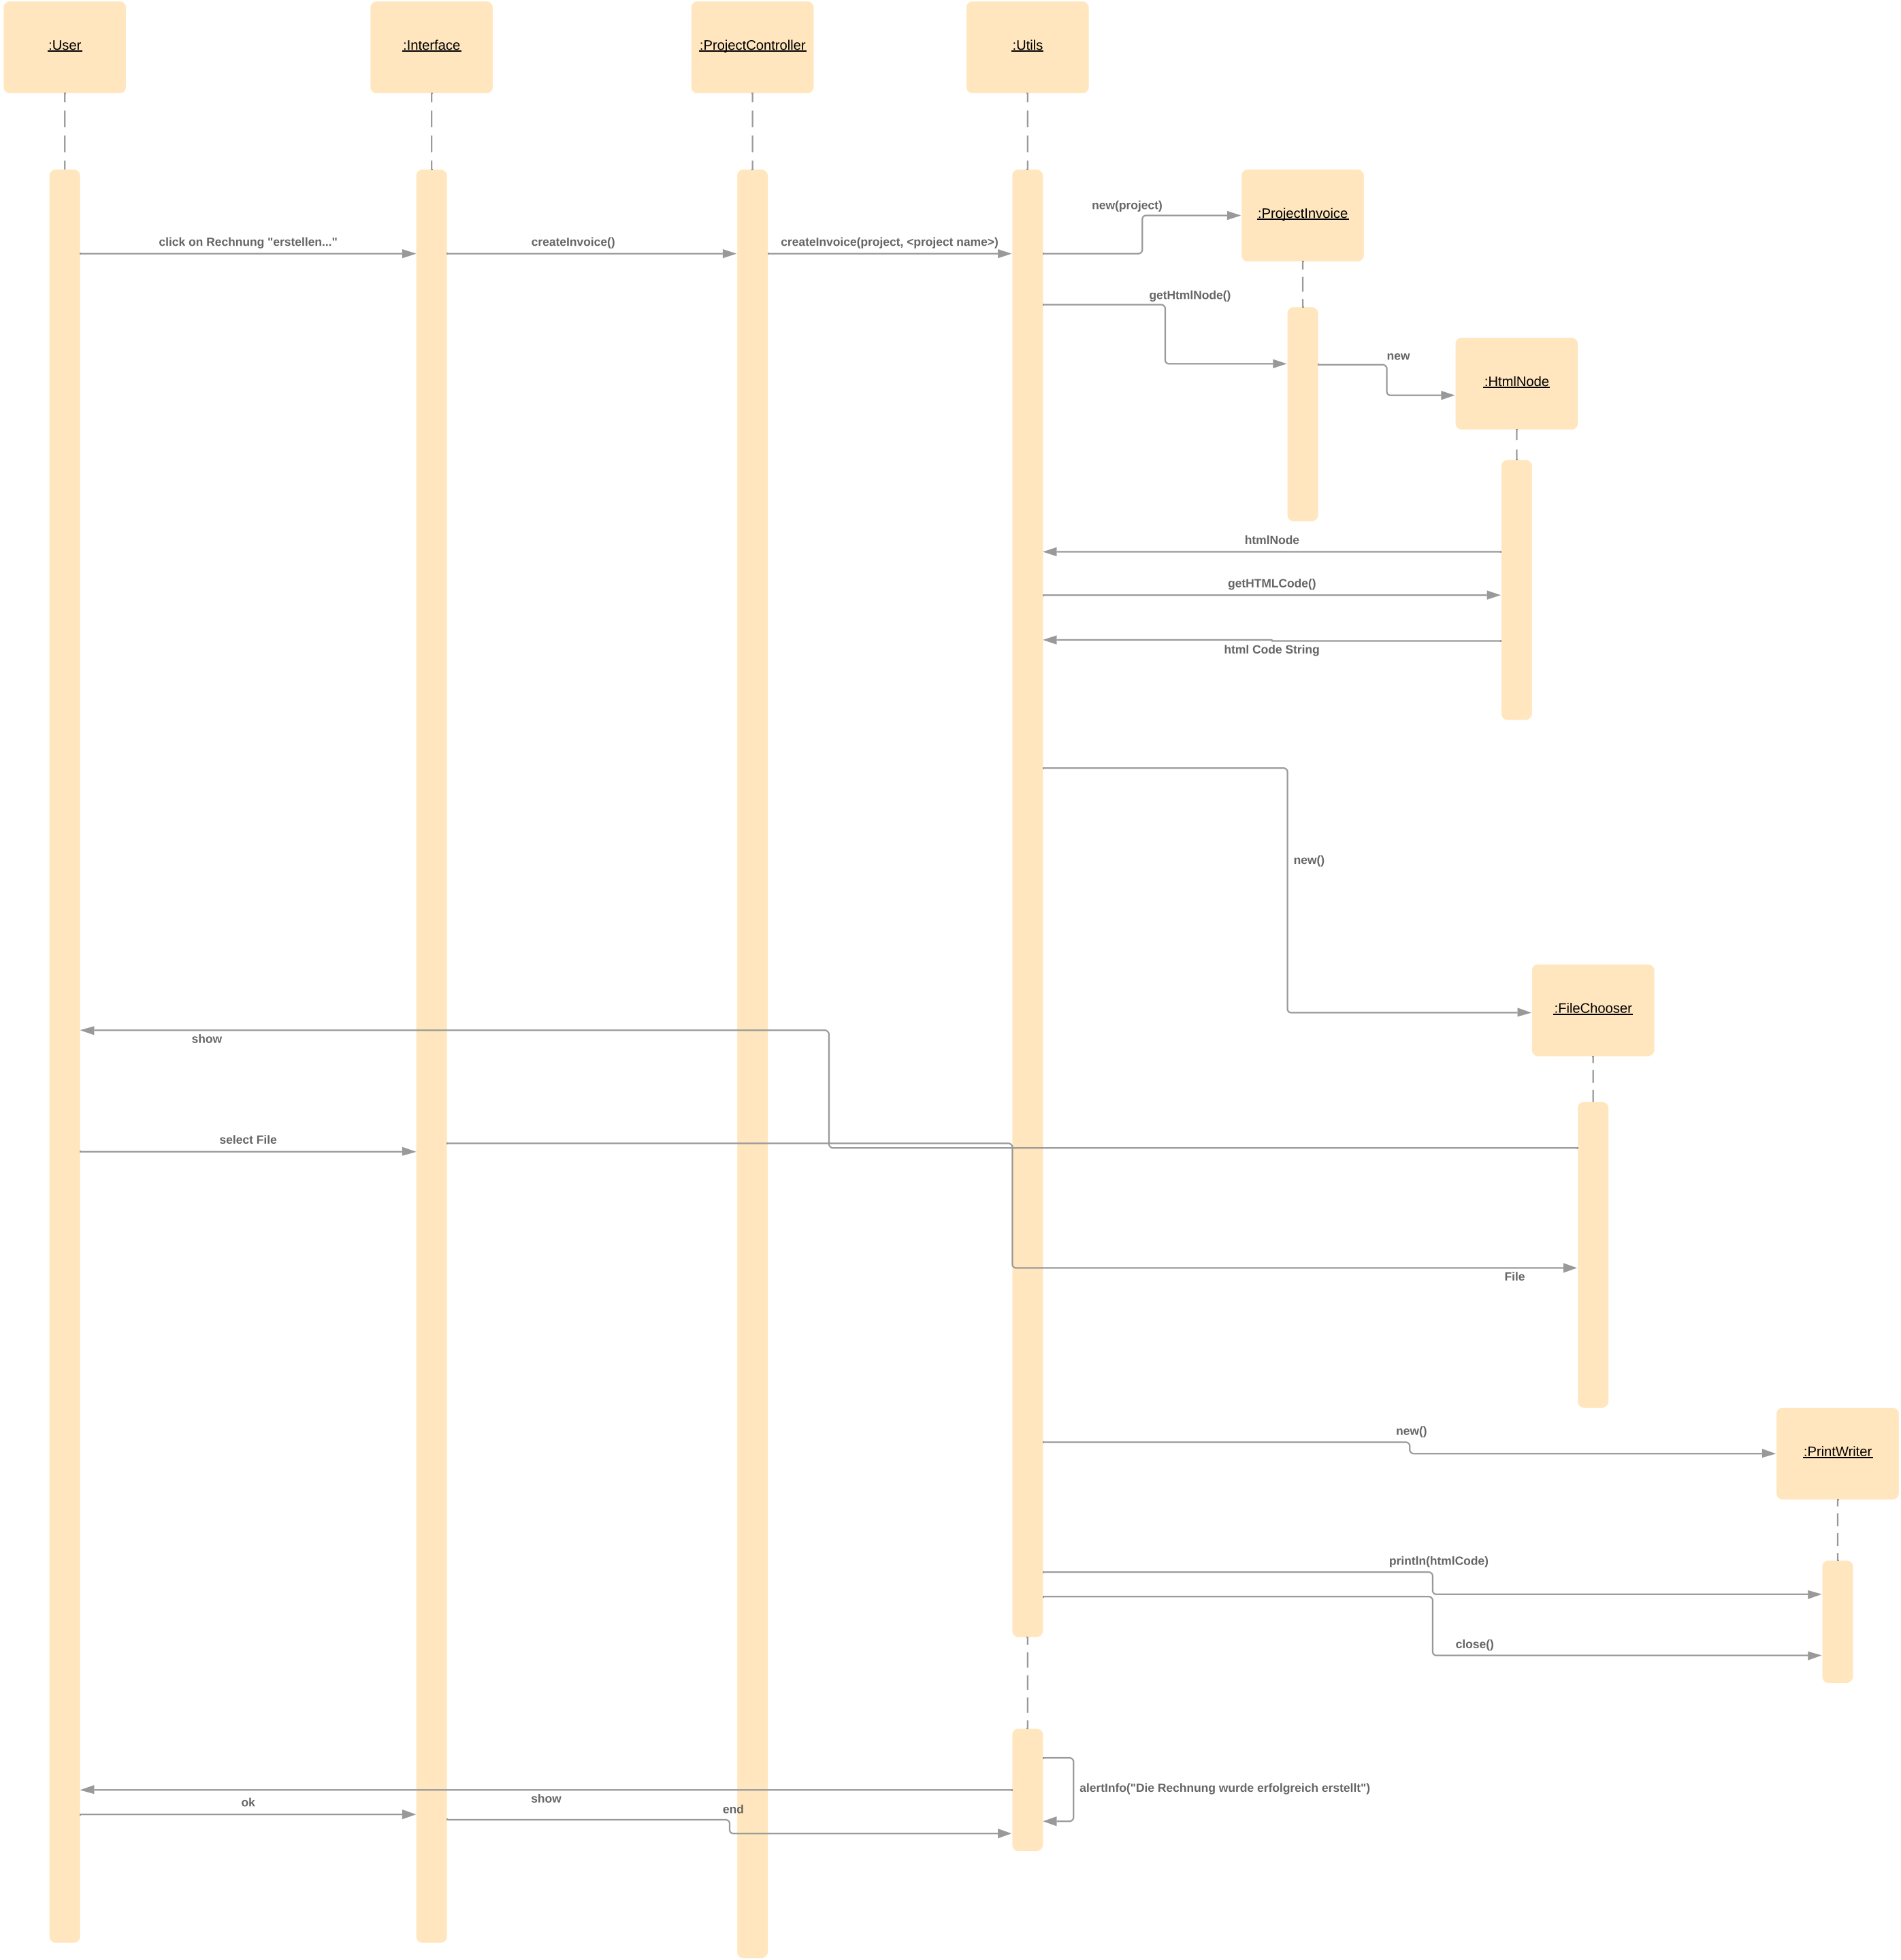 :User
:Interface
:ProjectController
:Utils
new(project)
:ProjectInvoice
click on Rechnung "erstellen..."
createInvoice()
createInvoice(project, <project name>)
getHtmlNode()
new
:HtmlNode
htmlNode
getHTMLCode()
html Code String
new()
:FileChooser
show
select File
File
new()
:PrintWriter
println(htmlCode)
close()
alertInfo("Die Rechnung wurde erfolgreich erstellt")
show
ok
end